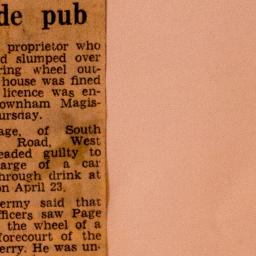 de pub
proprietor who
d slumped over
ring wheel out-
house was fined
licence was en-
ownham Magis-
ursday.
age, of South
Road, West
eaded guilty to
arge of a car
hrough drink at
on April 23.
ermy said that
fficers saw Page
the wheel of a
forecourt of the
erry. He was un-